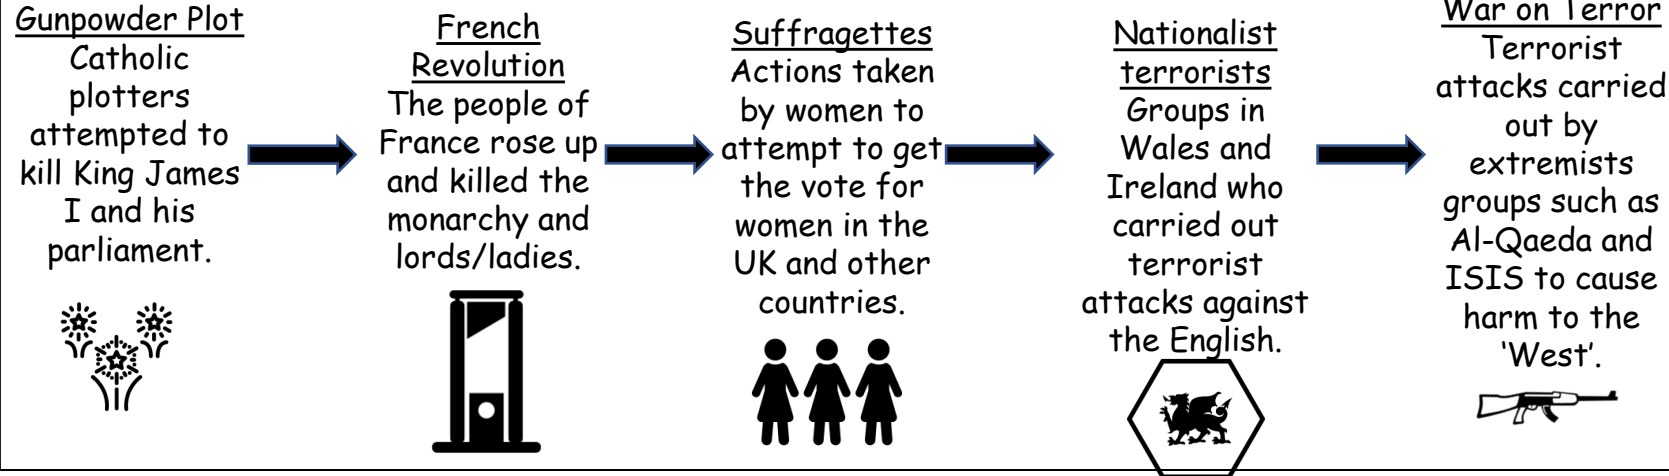 Gunpowder Plot
Catholic
plotters
attempted to
kill King James
I and his
parliament.
French
Revolution
The people of
France rose up
and killed the
monarchy and
lords/ladies.
Suffragettes
Actions taken
by women to
attempt to get
the vote for
women in the
UK and other
countries.
Nationalist
terrorists
Groups in
Wales and
Ireland who
carried out
terrorist
attacks against
the English.
War on Terror
Terrorist
attacks carried
out by
extremists
groups such as
Al-Qaeda and
ISIS to cause
harm to the
'West'.